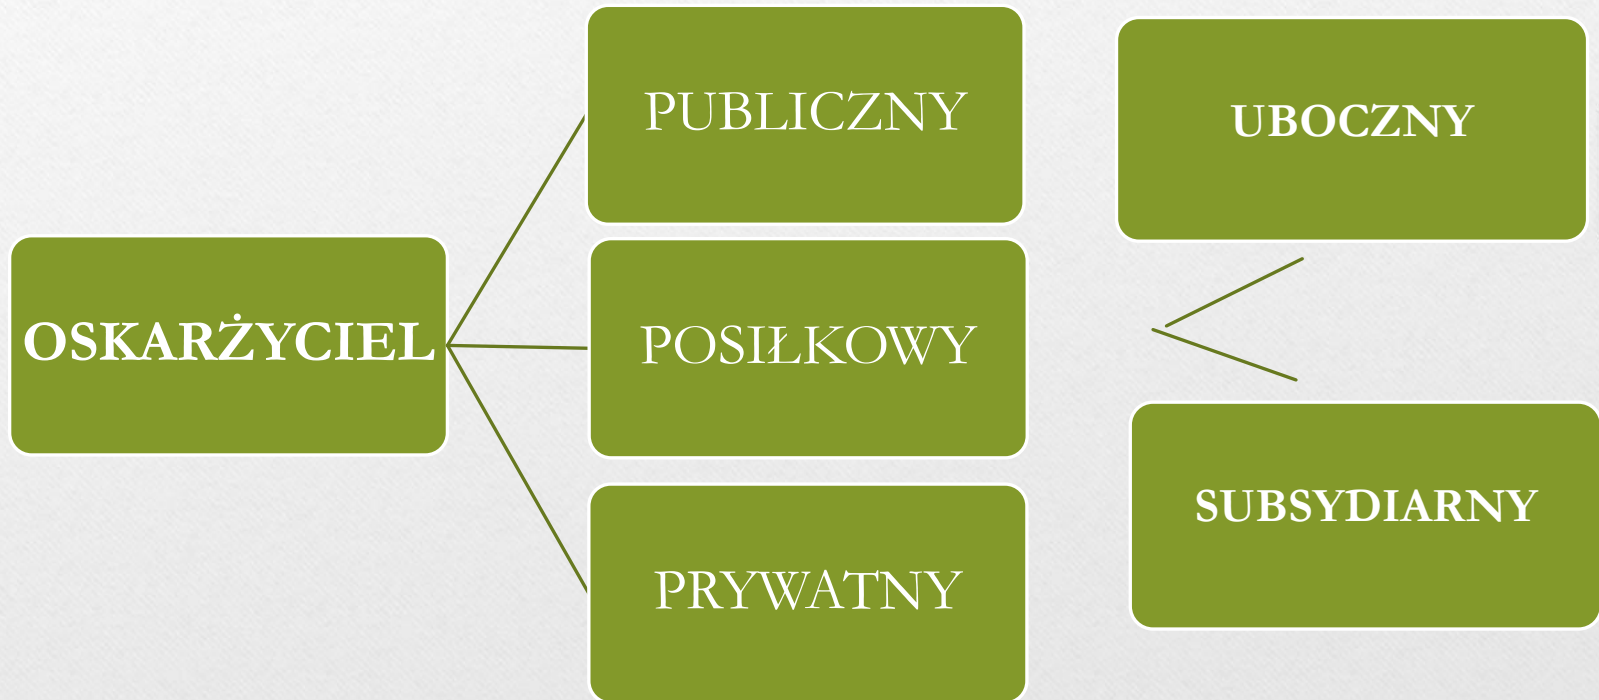 OSKARŻYCIEL
PUBLICZNY
POSIŁKOWY
PRYWATNY
UBOCZNY
SUBSYDIARNY